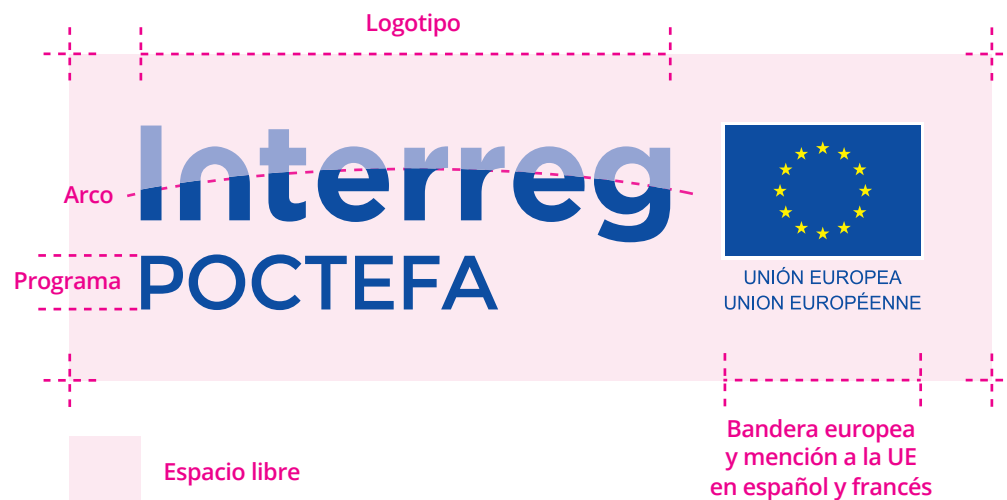 Logotipo
Arco
Interreg
Programa
POCTEFA
UNIÓN EUROPEA
UNION EUROPÉENNE
Espacio libre
Bandera europea
y mención a la UE
en español y francés